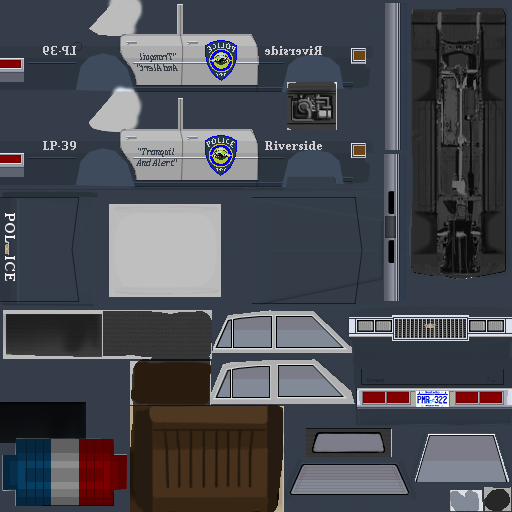 LP-39
"Tranquil
And Alert"
POLICE
Riverside
LP-39
"Tranquil
And Alert"
POLICE
Riverside
POLICE
PMR-322